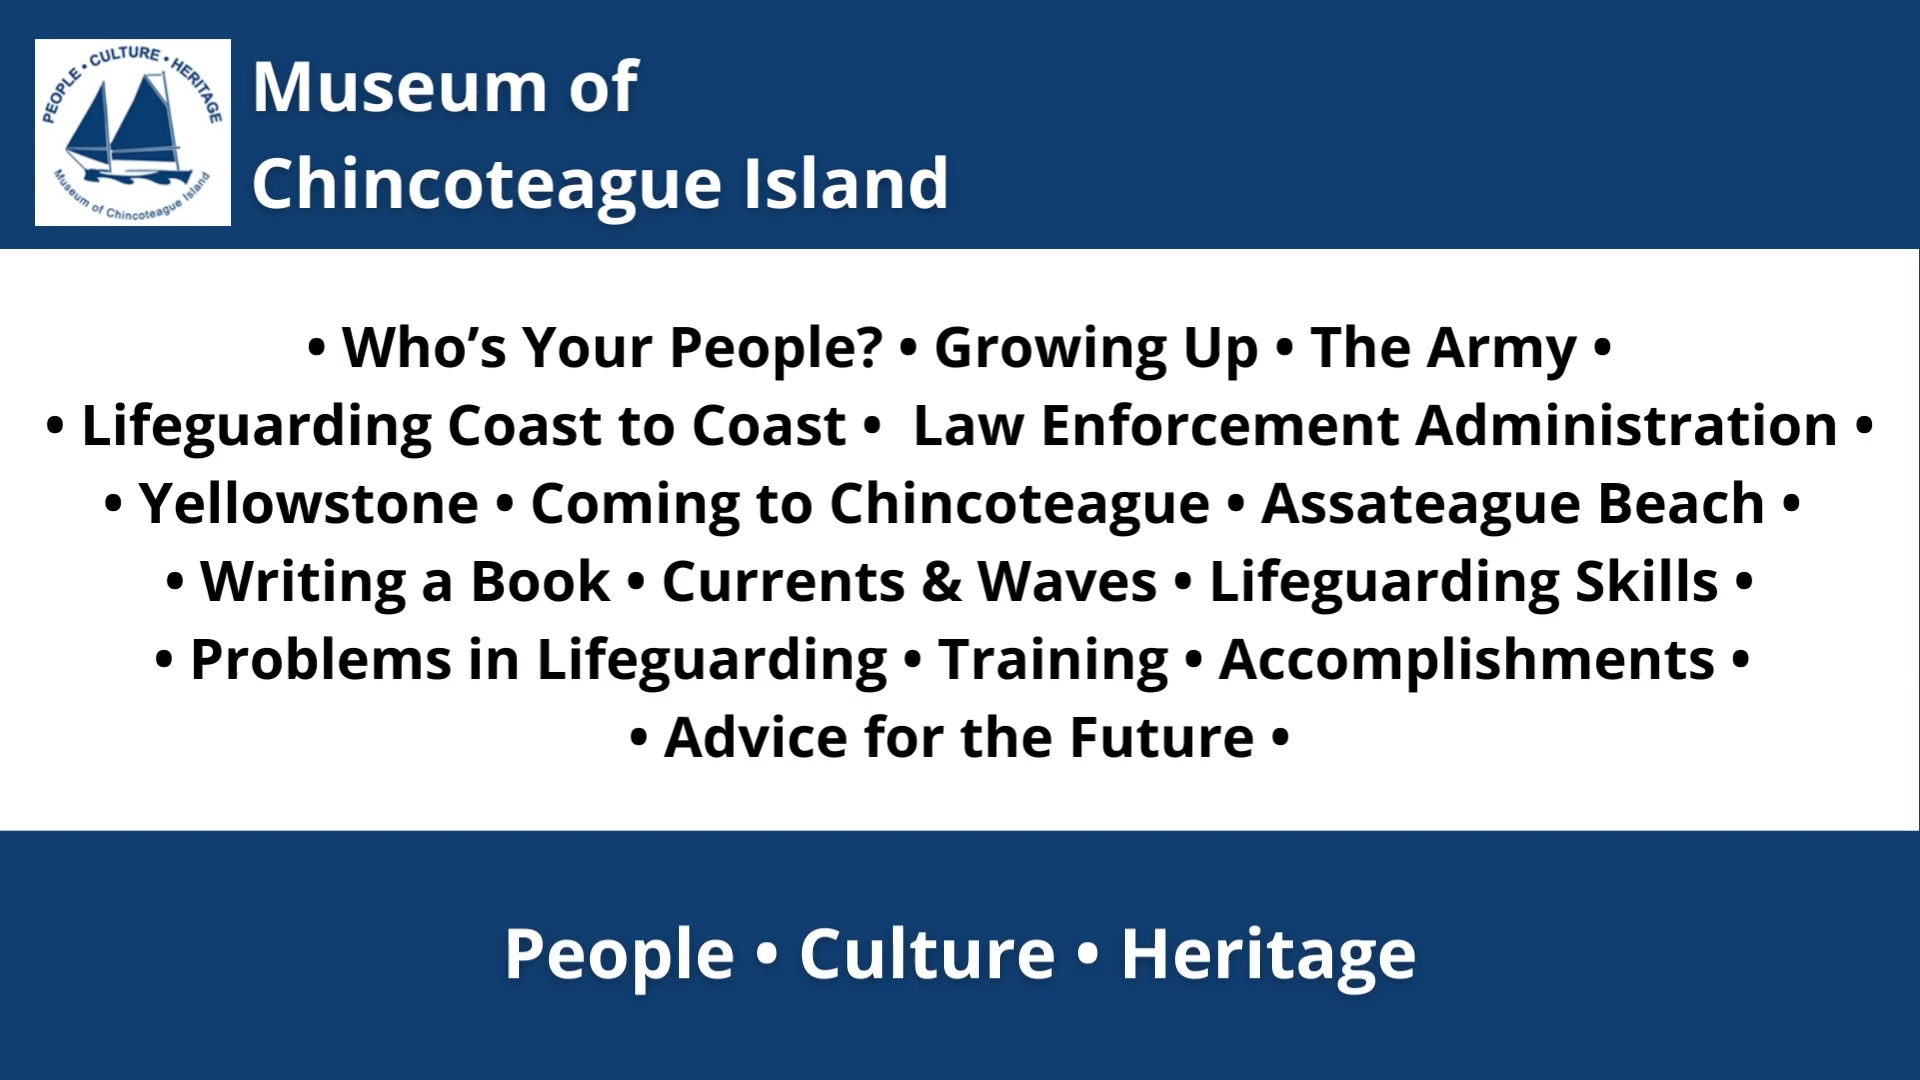 PEOPLE • CULTURE • HERITAGE
Museum of Chincoteague Island
Museum of
Chincoteague Island
• Who’s Your People? • Growing Up • The Army •
• Lifeguarding Coast to Coast •  Law Enforcement Administration •
• Yellowstone • Coming to Chincoteague • Assateague Beach •
• Writing a Book • Currents & Waves • Lifeguarding Skills •
• Problems in Lifeguarding • Training • Accomplishments •
• Advice for the Future •
People • Culture • Heritage